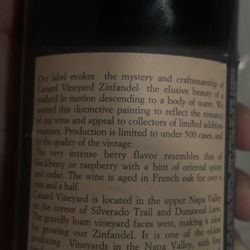 Our label evokes the mystery and craftsmanship of
Canard Vineyard Zinfandel- the elusive beauty of a
mallard in motion descending to a body of water. We
this distinctive painting to reflect the romance
of our wine and appeal to collectors of limited addition
treasures. Production is limited to under 500 cases, and
by the quality of the vintage.
The very intense berry flavor resembles that of
blackberry or raspberry with a hint of oriental spices
and cedar. The wine is aged in French oak for over a
year and a half.
Canard Vineyard is located in the upper Napa Valley
on the corner of Silverado Trail and Dunaweal Lane.
The gravelly loam vineyard faces west, making it
for growing our Zinfandel. It is one of the oldest
producing Vineyards in the Napa Valley, with